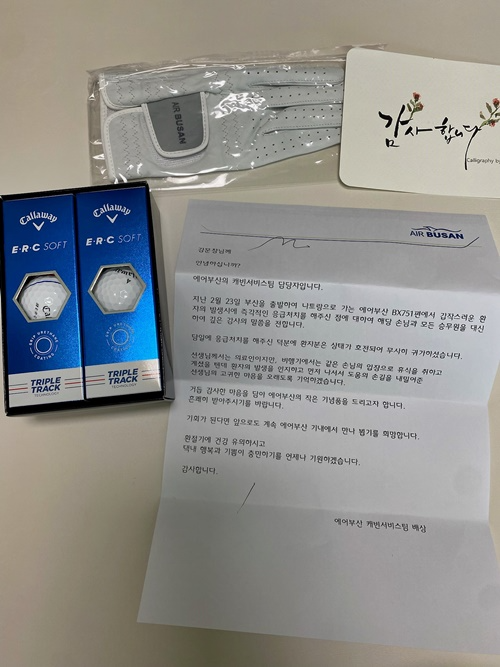 AIR BUSAN
감사합니다
Calligraphy by
Callaway
E·R·C SOFT
TRIPLE
TRACK
TECHNOLOGY
Callaway
E·R·C SOFT
TRIPLE
TRACK
TECHNOLOGY
AIR BUSAN
강문창님께
안녕하십니까?
에어부산의 캐빈서비스팀 담당자입니다.
지난 2월 23일 부산을 출발하여 나트랑으로 가는 에어부산 BX751편에서 갑작스러운 환
자의 발생시에 즉각적인 응급처치를 해주신 점에 대하여 해당 손님과 모든 승무원을 대신
하여 깊은 감사의 말씀을 전합니다.
당일에 응급처치를 해주신 덕분에 환자분은 상태가 호전되어 무사히 귀가하셨습니다.
선생님께서는 의료인이지만, 비행기에서는 같은 손님의 입장으로 휴식을 취하고
계셨을 텐데 환자의 발생을 인지하고 먼저 나서서 도움의 손길을 내밀어준
선생님의 고귀한 마음을 오래도록 기억하겠습니다.
거듭 감사한 마음을 담아 에어부산의 작은 기념품을 드리고자 합니다.
흔쾌히 받아주시기를 바랍니다.
기회가 된다면 앞으로도 계속 에어부산 기내에서 만나 뵙기를 희망합니다.
환절기에 건강 유의하시고
댁내 행복과 기쁨이 충만하기를 언제나 기원하겠습니다.
감사합니다.
에어부산 캐빈서비스팀 배상